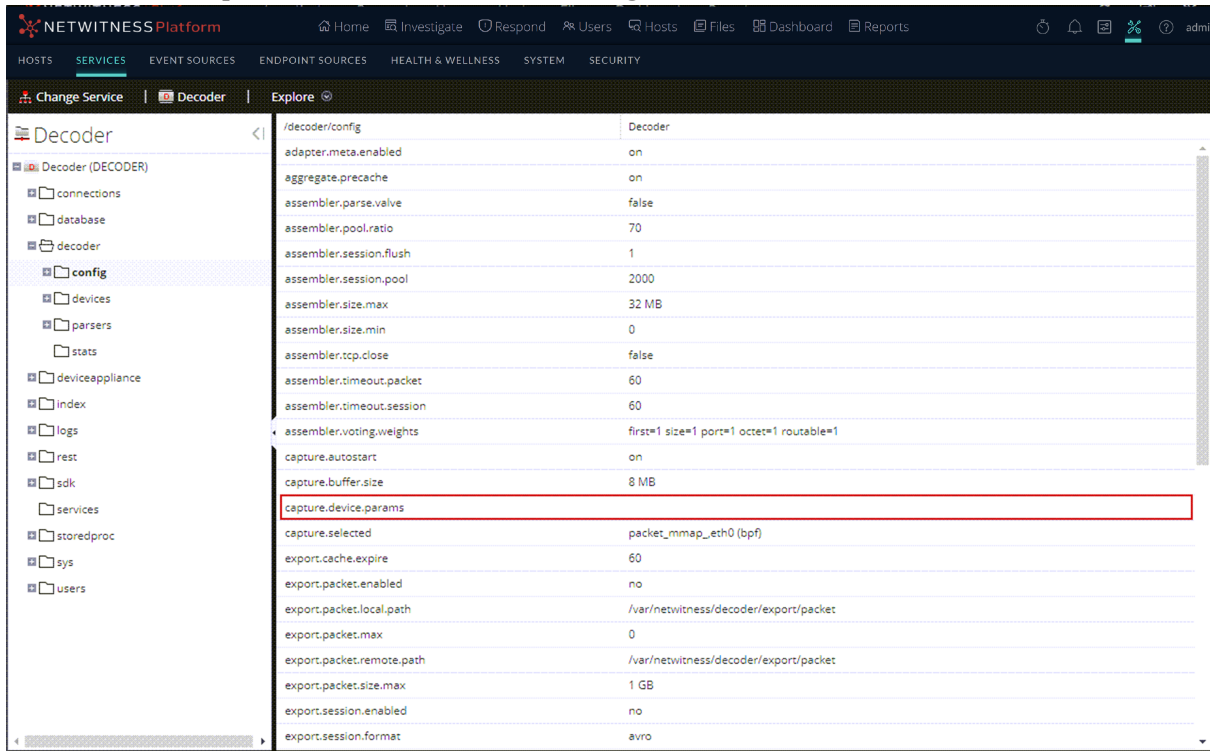 NETWITNESS Platform Home Investigate Respond Users Hosts Files Dashboard Reports admi
HOSTS SERVICES EVENT SOURCES ENDPOINT SOURCES HEALTH & WELLNESS SYSTEM SECURITY
Change Service | Decoder | Explore
Decoder
/decoder/config Decoder
adapter.meta.enabled on
Decoder (DECODER)
aggregate.precache on
connections
assembler.parse.valve false
database
assembler.pool.ratio 70
decoder
assembler.session.flush 1
config
assembler.session.pool 2000
devices
assembler.size.max 32 MB
parsers
assembler.size.min 0
stats
assembler.tcp.close false
deviceappliance
assembler.timeout.packet 60
index
assembler.timeout.session 60
logs
assembler.voting.weights first=1 size=1 port=1 octet=1 routable=1
rest
capture.autostart on
sdk
capture.buffer.size 8 MB
services
capture.device.params
storedproc
capture.selected packet_mmap_,eth0 (bpf)
sys
export.cache.expire 60
users
export.packet.enabled no
export.packet.local.path /var/netwitness/decoder/export/packet
export.packet.max 0
export.packet.remote.path /var/netwitness/decoder/export/packet
export.packet.size.max 1 GB
export.session.enabled no
export.session.format avro